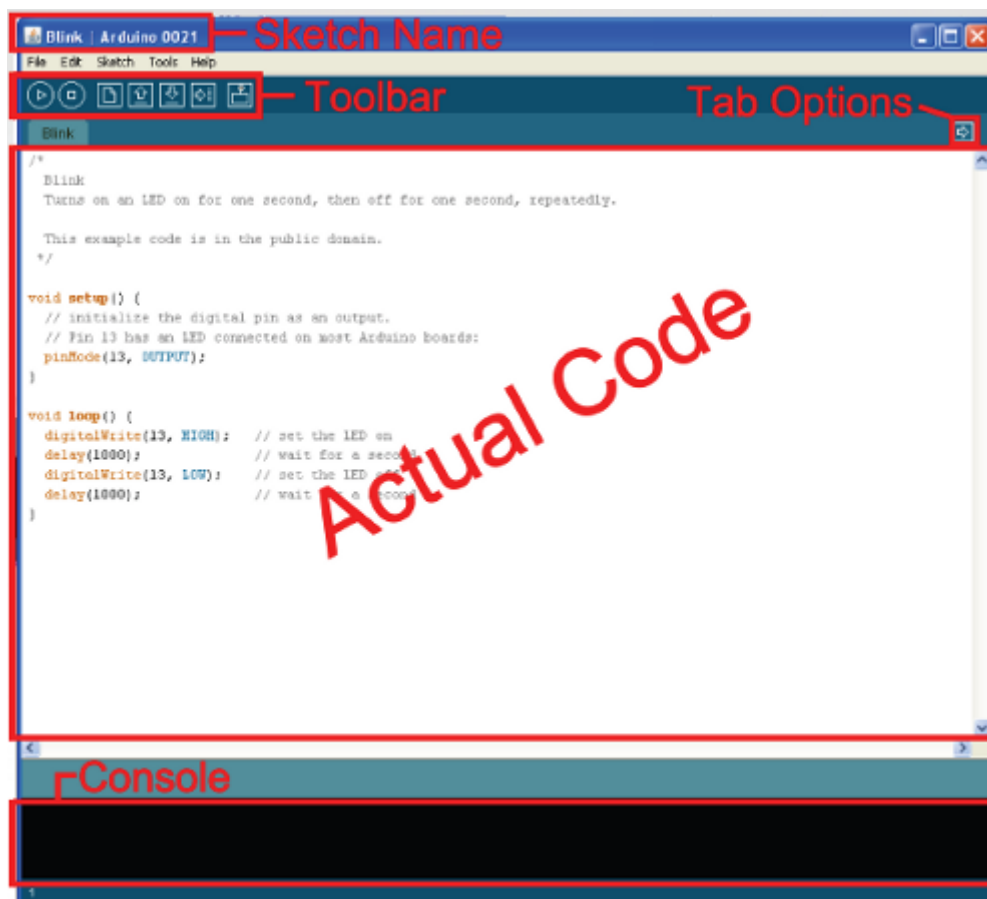 Blink | Arduino 0021
Sketch Name
File Edit Sketch Tools Help
Toolbar
Tab Options
Blink
/*
  Blink
  Turns on an LED on for one second, then off for one second, repeatedly.

  This example code is in the public domain.
 */

void setup() {
  // initialize the digital pin as an output.
  // Pin 13 has an LED connected on most Arduino boards:
  pinMode(13, OUTPUT);
}

void loop() {
  digitalWrite(13, HIGH);   // set the LED on
  delay(1000);              // wait for a second
  digitalWrite(13, LOW);    // set the LED off
  delay(1000);              // wait for a second
}
Actual Code
Console
1